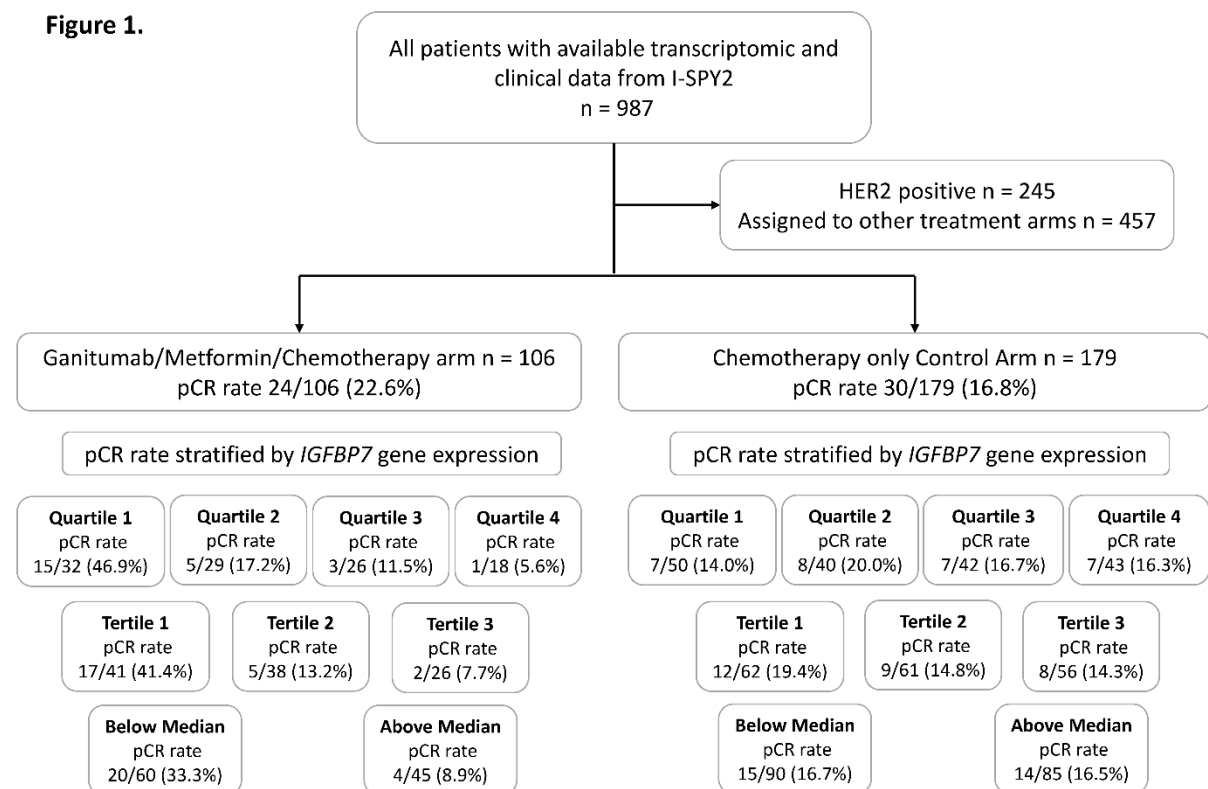 Figure 1.
All patients with available transcriptomic and
clinical data from I-SPY2
n = 987
HER2 positive n = 245
Assigned to other treatment arms n = 457
Ganitumab/Metformin/Chemotherapy arm n = 106
pCR rate 24/106 (22.6%)
Chemotherapy only Control Arm n = 179
pCR rate 30/179 (16.8%)
pCR rate stratified by IGFBP7 gene expression
pCR rate stratified by IGFBP7 gene expression
Quartile 1
pCR rate
15/32 (46.9%)
Quartile 2
pCR rate
5/29 (17.2%)
Quartile 3
pCR rate
3/26 (11.5%)
Quartile 4
pCR rate
1/18 (5.6%)
Quartile 1
pCR rate
7/50 (14.0%)
Quartile 2
pCR rate
8/40 (20.0%)
Quartile 3
pCR rate
7/42 (16.7%)
Quartile 4
pCR rate
7/43 (16.3%)
Tertile 1
pCR rate
17/41 (41.4%)
Tertile 2
pCR rate
5/38 (13.2%)
Tertile 3
pCR rate
2/26 (7.7%)
Tertile 1
pCR rate
12/62 (19.4%)
Tertile 2
pCR rate
9/61 (14.8%)
Tertile 3
pCR rate
8/56 (14.3%)
Below Median
pCR rate
20/60 (33.3%)
Above Median
pCR rate
4/45 (8.9%)
Below Median
pCR rate
15/90 (16.7%)
Above Median
pCR rate
14/85 (16.5%)